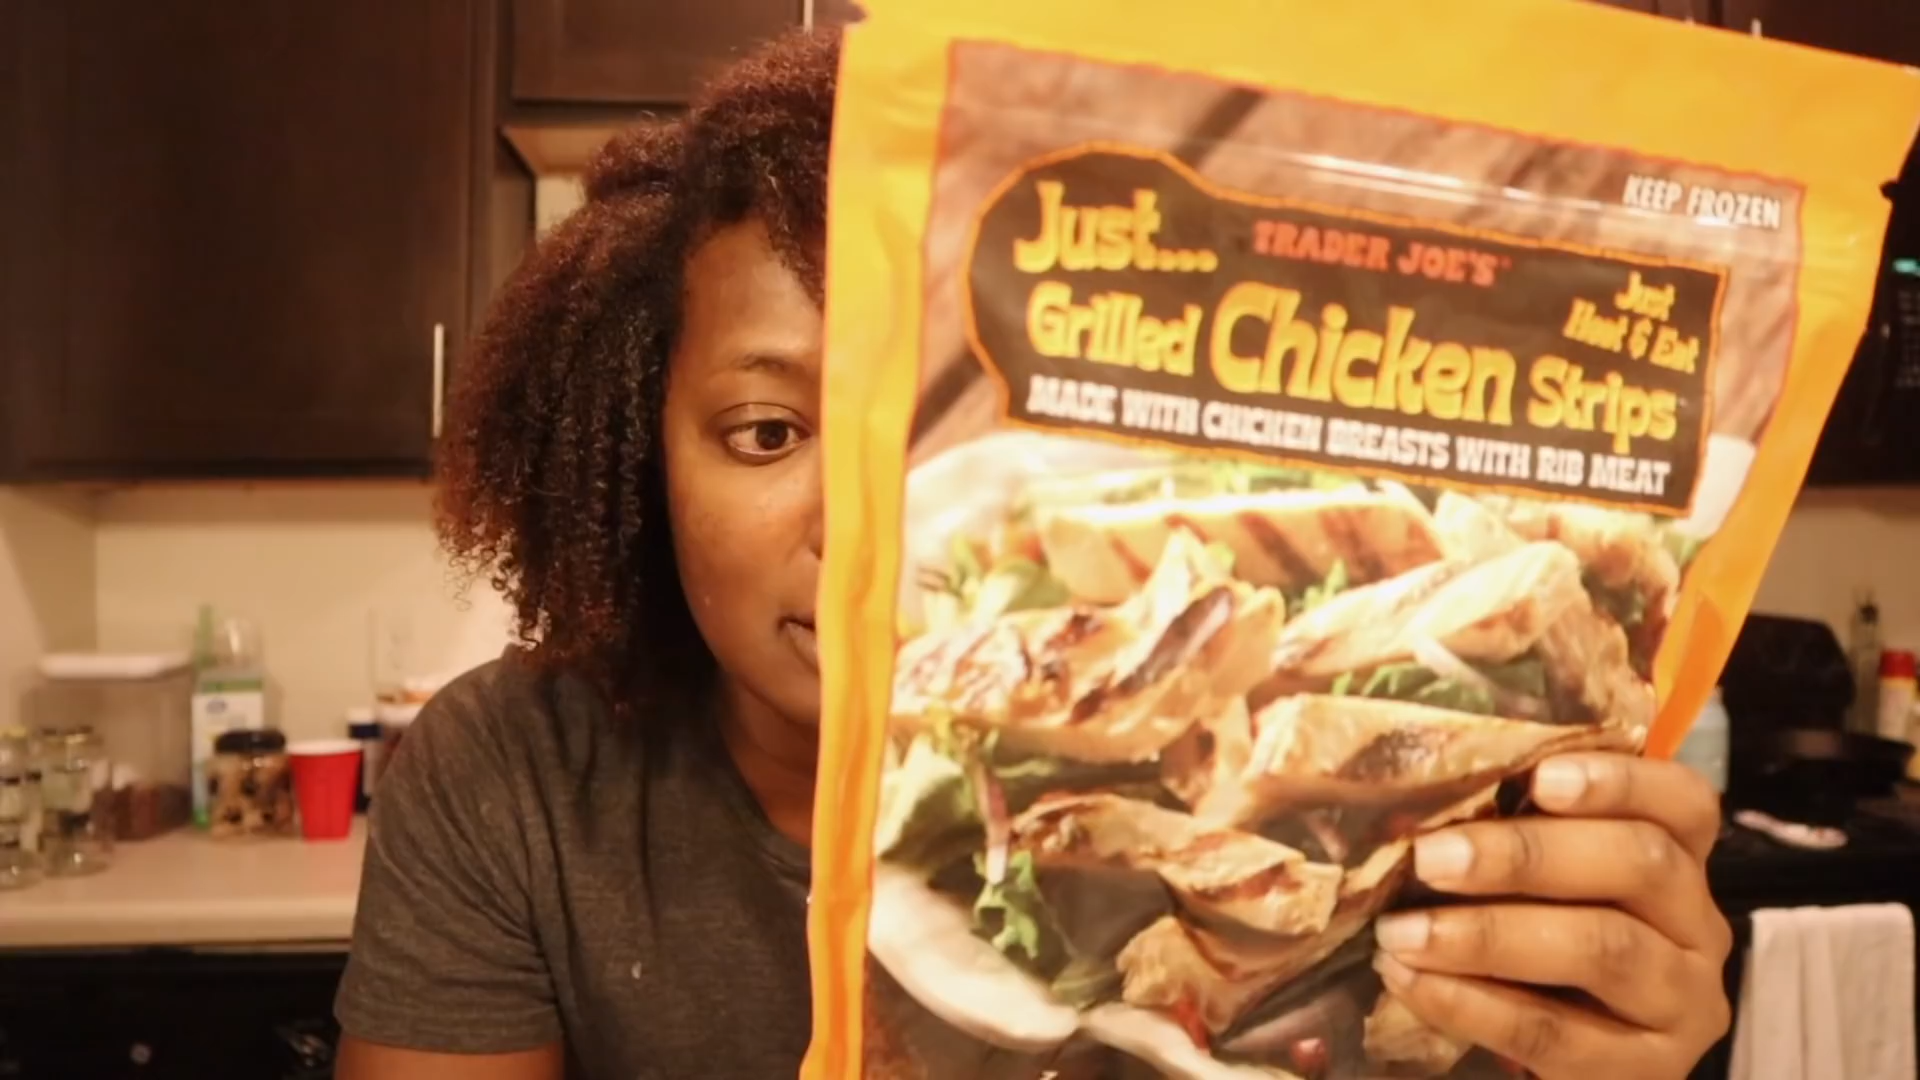 KEEP FROZEN
Just... TRADER JOE'S
Just
Heat & Eat
Grilled Chicken Strips
MADE WITH CHICKEN BREASTS WITH RIB MEAT